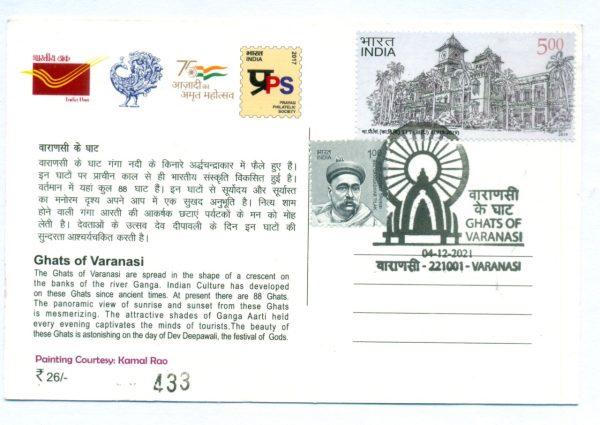 भारतीय डाक
India Post
75
आज़ादी का
अमृत महोत्सव
भारत
INDIA
2017
प्रPS
PRAYAG
PHILATELIC
SOCIETY
भारत
INDIA
5.00
वाराणसी के घाट
वाराणसी के घाट गंगा नदी के किनारे अर्द्धचन्द्राकार में फैले हुए हैं।
इन घाटों पर प्राचीन काल से ही भारतीय संस्कृति विकसित हुई है।
वर्तमान में यहां कुल 88 घाट हैं। इन घाटों से सूर्योदय और सूर्यास्त
का मनोरम दृश्य अपने आप में एक सुखद अनुभूति है। नित्य शाम
होने वाली गंगा आरती की आकर्षक छटाएं पर्यटकों के मन को मोह
लेती है। देवताओं के उत्सव देव दीपावली के दिन इन घाटों की
सुन्दरता आश्चर्यचकित करती है।
Ghats of Varanasi
The Ghats of Varanasi are spread in the shape of a crescent on
the banks of the river Ganga. Indian Culture has developed
on these Ghats since ancient times. At present there are 88 Ghats.
The panoramic view of sunrise and sunset from these Ghats
is mesmerizing. The attractive shades of Ganga Aarti held
every evening captivates the minds of tourists.The beauty of
these Ghats is astonishing on the day of Dev Deepawali, the festival of Gods.
Painting Courtesy: Kamal Rao
₹ 26/-
433
भारत
INDIA
1.00
वाराणसी
के घाट
GHATS OF
VARANASI
04-12-2021
वाराणसी - 221001 - VARANASI